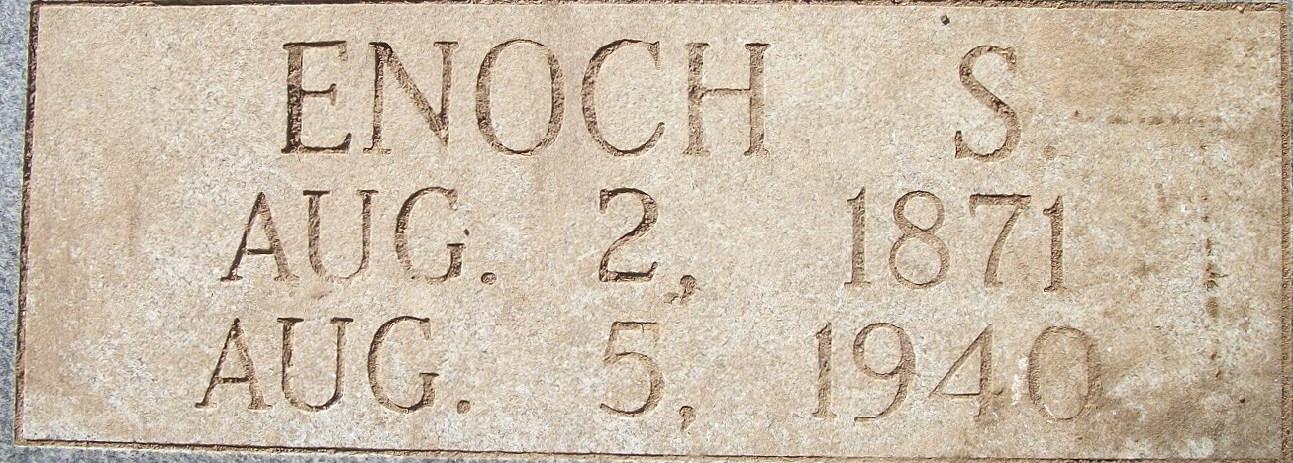 ENOCH S.
AUG. 2, 1871
AUG. 5, 1940